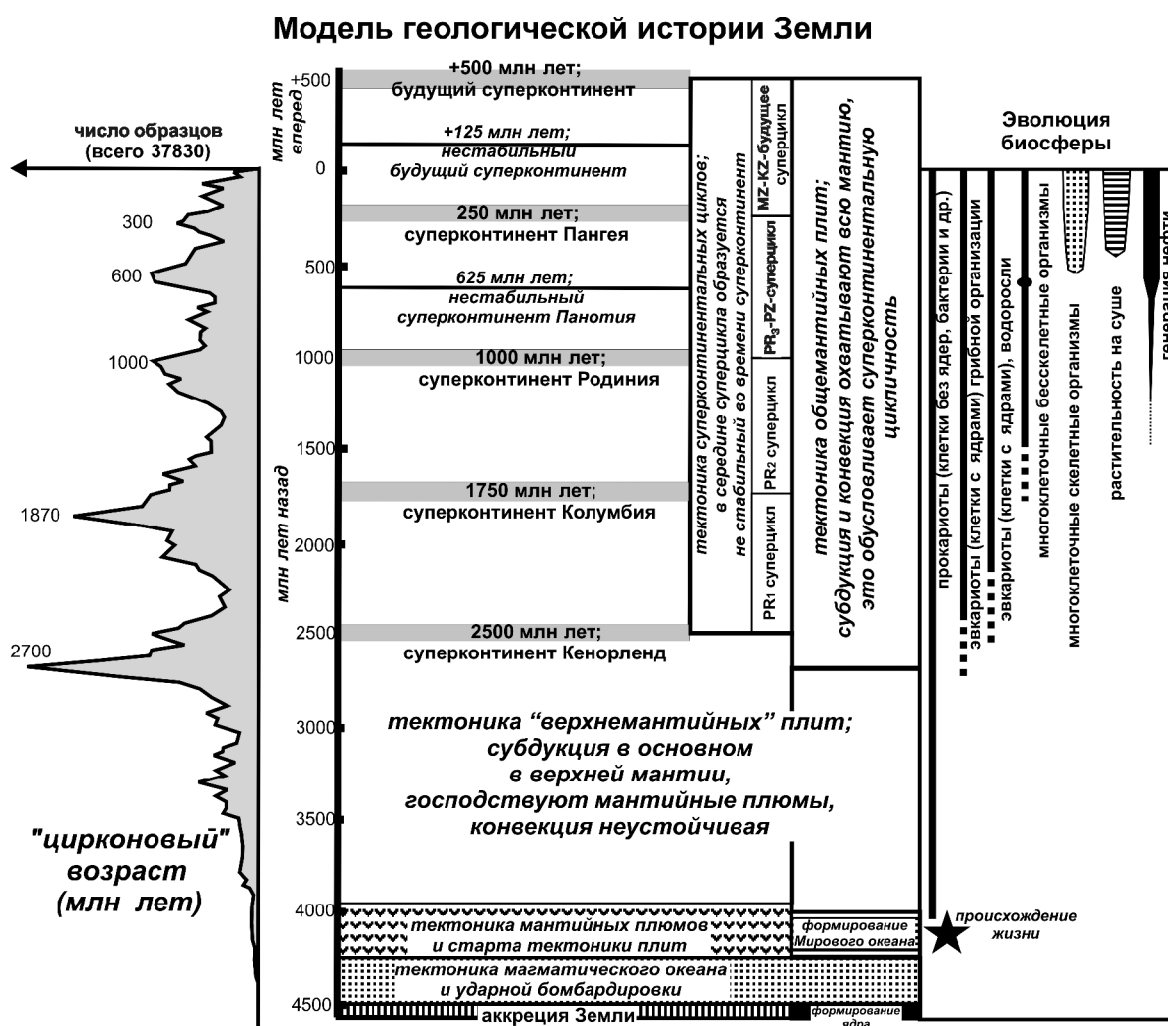 Модель геологической истории Земли
число образцов
(всего 37830)
300
600
1000
1870
2700
"цирконовый"
возраст
(млн лет)
млн лет
вперед
млн лет назад
+500
0
500
1000
1500
2000
2500
3000
3500
4000
4500
+500 млн лет;
будущий суперконтинент
+125 млн лет;
нестабильный
будущий суперконтинент
250 млн лет;
суперконтинент Пангея
625 млн лет;
нестабильный
суперконтинент Панотия
1000 млн лет;
суперконтинент Родиния
1750 млн лет;
суперконтинент Колумбия
2500 млн лет;
суперконтинент Кенорленд
тектоника “верхнемантийных” плит;
субдукция в основном
в верхней мантии,
господствуют мантийные плюмы,
конвекция неустойчивая
тектоника мантийных плюмов
и старта тектоники плит
тектоника магматического океана
и ударной бомбардировки
аккреция Земли
тектоника суперконтинентальных циклов;
в середине суперцикла образуется
не стабильный во времени суперконтинент
MZ-KZ-будущее
суперцикл
PR3-PZ-суперцикл
PR2 суперцикл
PR1 суперцикл
тектоника общемантийных плит;
субдукция и конвекция охватывают всю мантию,
это обусловливает суперконтинентальную
цикличность
формирование
Мирового океана
формирование
ядра
Эволюция
биосферы
прокариоты (клетки без ядер, бактерии и др.)
эвкариоты (клетки с ядрами) грибной организации
эвкариоты (клетки с ядрами), водоросли
многоклеточные бесскелетные организмы
многоклеточные скелетные организмы
растительность на суше
генерация нефти
происхождение
жизни